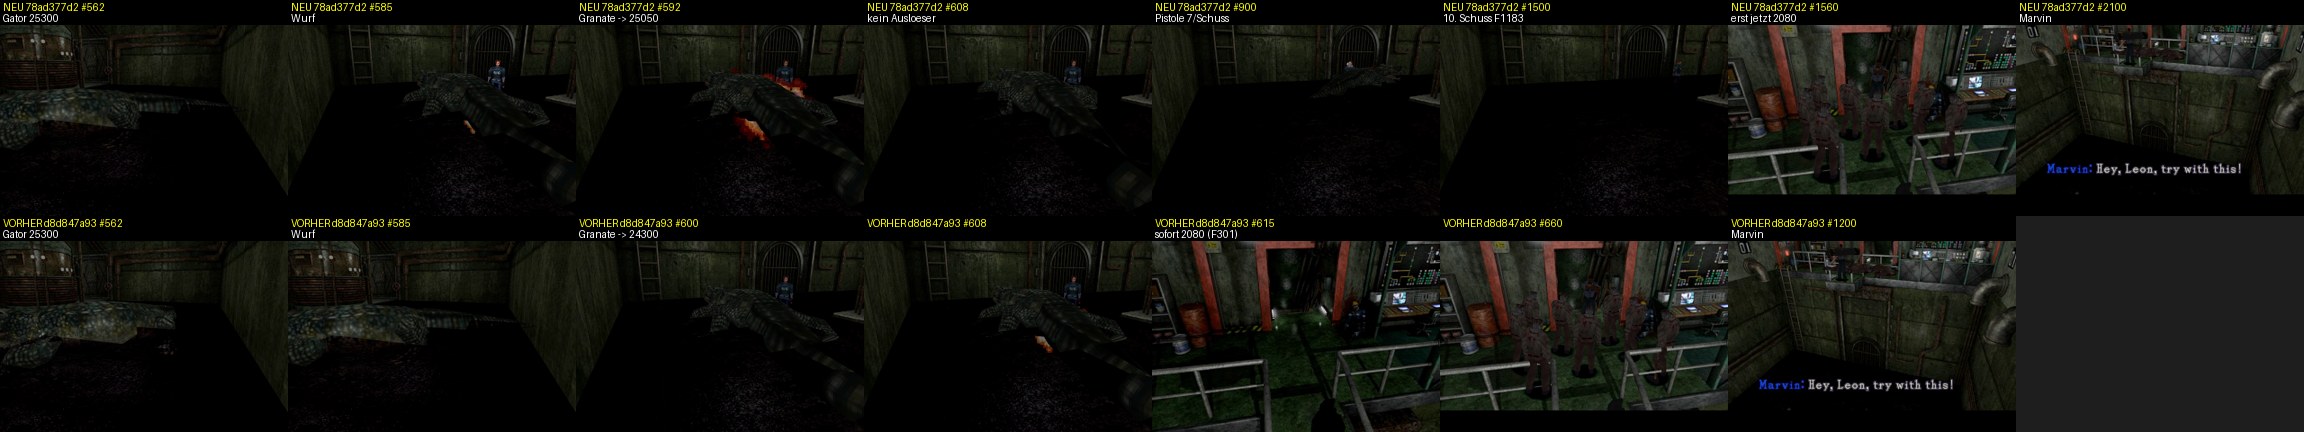 NEU 78ad377d2 #562
Gator 25300
NEU 78ad377d2 #585
Wurf
NEU 78ad377d2 #592
Granate -> 25050
NEU 78ad377d2 #608
kein Ausloeser
NEU 78ad377d2 #900
Pistole 7/Schuss
NEU 78ad377d2 #1500
10. Schuss F1183
NEU 78ad377d2 #1560
erst jetzt 2080
NEU 78ad377d2 #2100
Marvin
Marvin: Hey, Leon, try with this!
VORHER d8d847a93 #562
Gator 25300
VORHER d8d847a93 #585
Wurf
VORHER d8d847a93 #600
Granate -> 24300
VORHER d8d847a93 #608
VORHER d8d847a93 #615
sofort 2080 (F301)
VORHER d8d847a93 #660
VORHER d8d847a93 #1200
Marvin
Marvin: Hey, Leon, try with this!